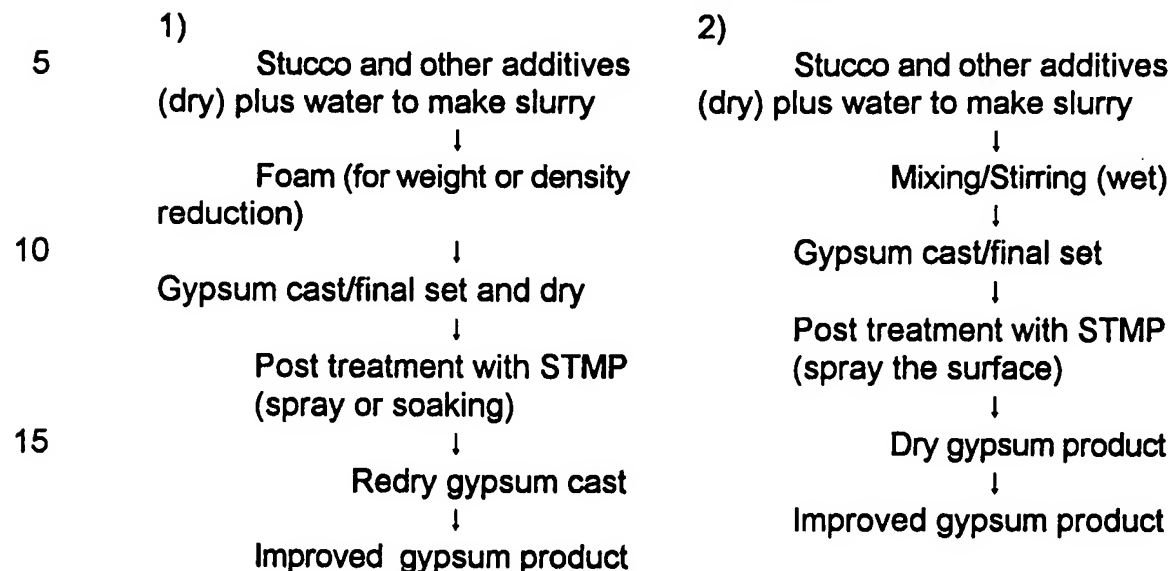 1)
5
Stucco and other additives
(dry) plus water to make slurry
↓
Foam (for weight or density
reduction)
↓
10
Gypsum cast/final set and dry
↓
Post treatment with STMP
(spray or soaking)
15
↓
Redry gypsum cast
↓
Improved gypsum product
2)
Stucco and other additives
(dry) plus water to make slurry
↓
Mixing/Stirring (wet)
↓
Gypsum cast/final set
↓
Post treatment with STMP
(spray the surface)
↓
Dry gypsum product
↓
Improved gypsum product